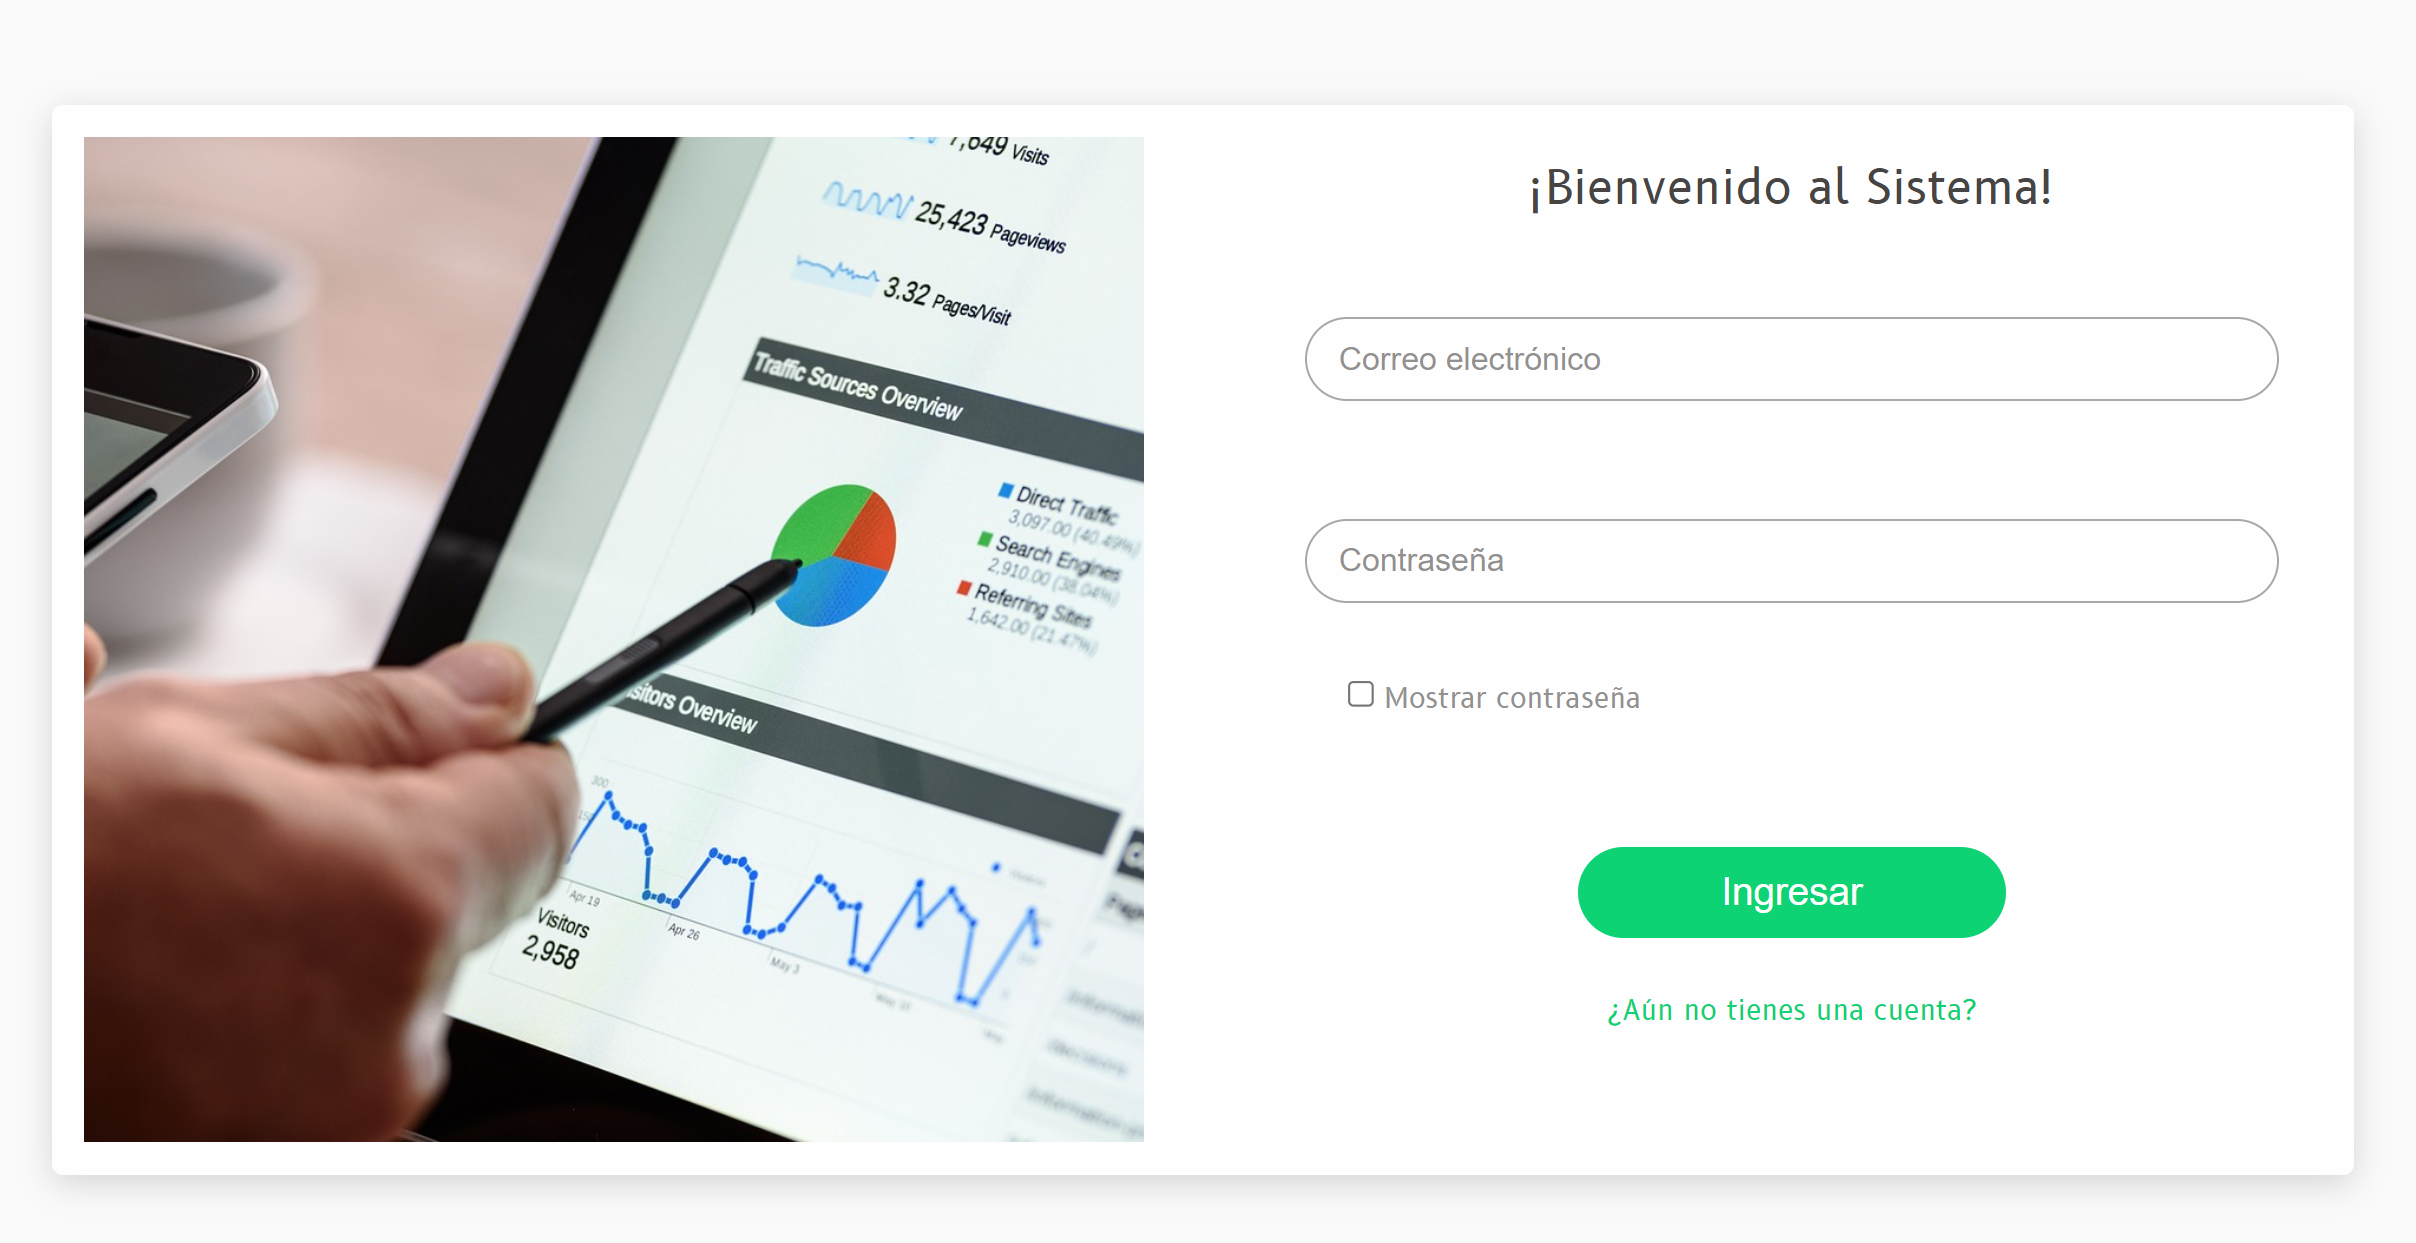 7,649 Visits
25,423 Pageviews
3.32 Pages/Visit
Traffic Sources Overview
Direct Traffic
3,097.00 (40.49%)
Search Engines
2,910.00 (38.04%)
Referring Sites
1,642.00 (21.47%)
sitors Overview
300
150
Apr 19
Apr 26
May 3
Visitors
2,958
¡Bienvenido al Sistema!
Correo electrónico
Contraseña
Mostrar contraseña
Ingresar
¿Aún no tienes una cuenta?